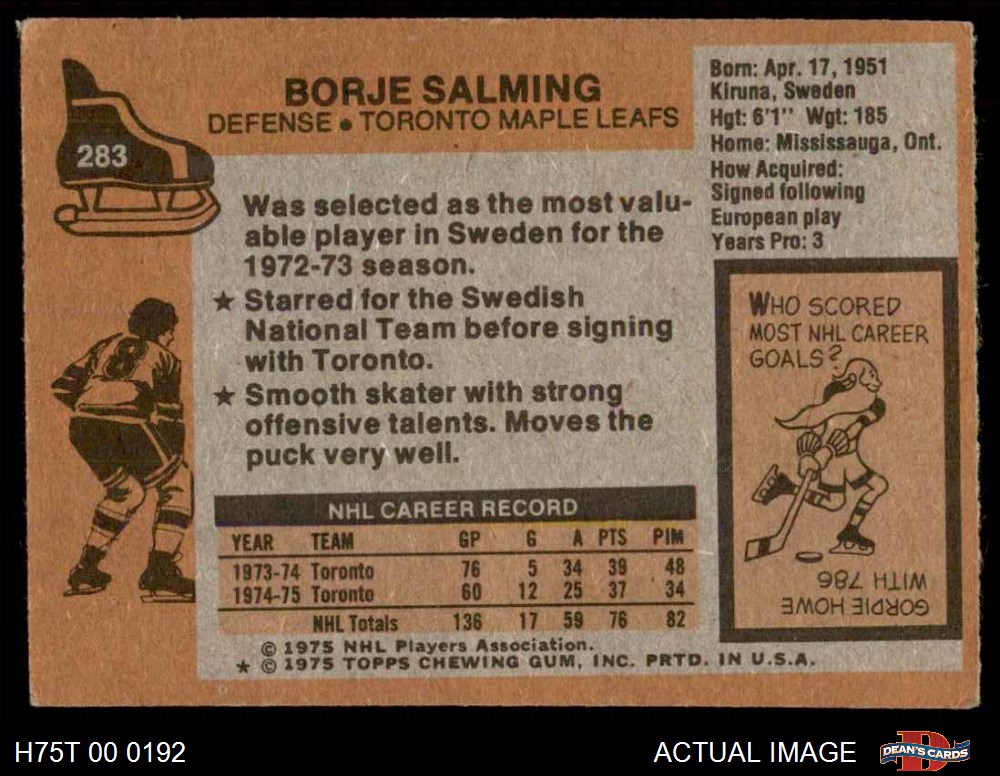 283
BORJE SALMING
DEFENSE • TORONTO MAPLE LEAFS
Born: Apr. 17, 1951
Kiruna, Sweden
Hgt: 6'1" Wgt: 185
Home: Mississauga, Ont.
How Acquired:
Signed following
European play
Years Pro: 3
Was selected as the most valu-
able player in Sweden for the
1972-73 season.
★ Starred for the Swedish
National Team before signing
with Toronto.
★ Smooth skater with strong
offensive talents. Moves the
puck very well.
8
WHO SCORED
MOST NHL CAREER
GOALS?
GORDIE HOWE
WITH 786
NHL CAREER RECORD
YEAR TEAM GP G A PTS PIM
1973-74 Toronto 76 5 34 39 48
1974-75 Toronto 60 12 25 37 34
NHL Totals 136 17 59 76 82
© 1975 NHL Players Association.
★ © 1975 TOPPS CHEWING GUM, INC. PRTD. IN U.S.A.
H75T 00 0192
ACTUAL IMAGE
D
DEAN'S CARDS